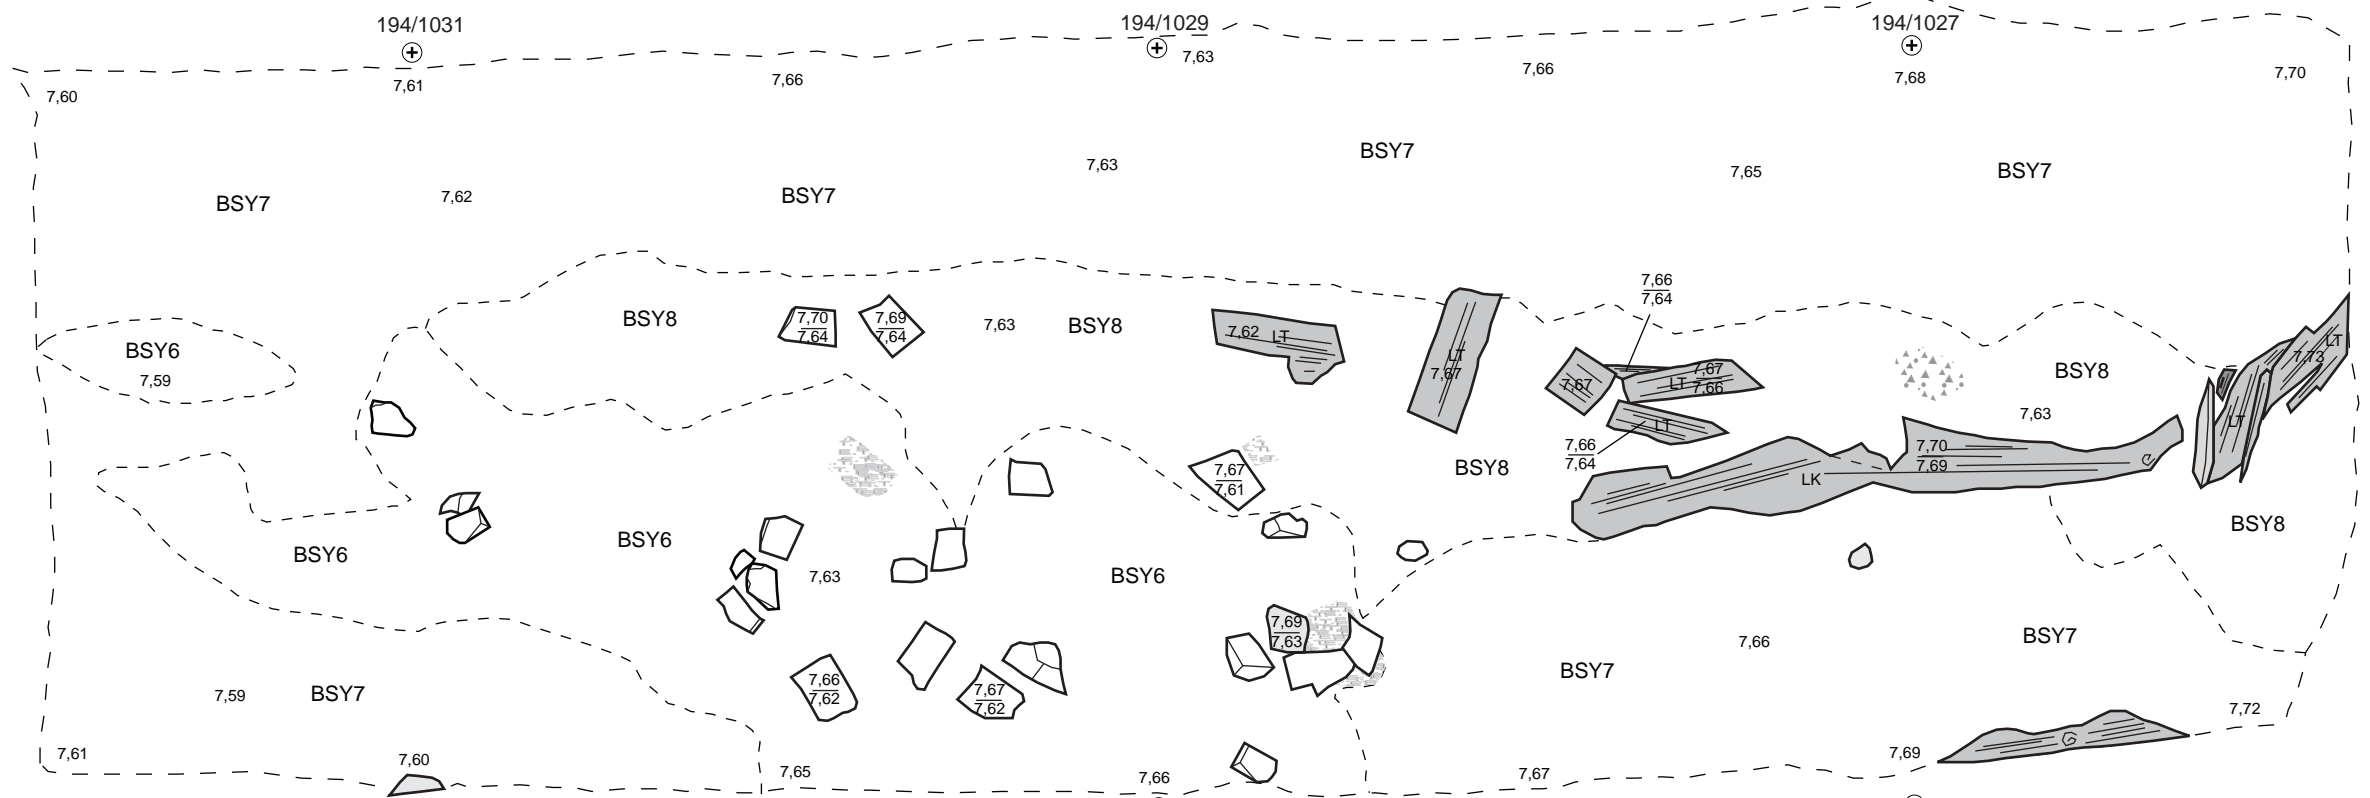 194/1031
194/1029
194/1027
7,63
7,60
7,61
7,66
7,66
7,68
7,70
BSY7
7,62
BSY7
7,63
BSY7
7,65
BSY7
BSY6
7,59
BSY8
7,70
7,64
7,69
7,64
7,63
BSY8
7,62 LT
LT
7,67
7,66
7,64
7,67
LT
7,67
7,66
LT
7,66
7,64
BSY8
7,63
7,73
LT
LT
BSY8
7,67
7,61
LK
7,70
7,69
BSY8
BSY6
BSY6
7,63
BSY6
7,69
7,63
7,66
BSY7
BSY7
7,59
BSY7
7,66
7,62
7,67
7,62
7,72
7,61
7,60
7,65
7,66
7,67
7,69